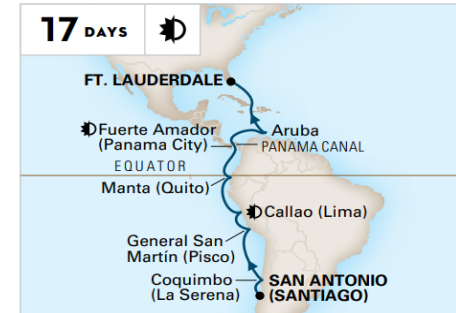 17 DAYS
FT. LAUDERDALE
Fuerte Amador
(Panama City)
Aruba
PANAMA CANAL
EQUATOR
Manta (Quito)
Callao (Lima)
General San
Martín (Pisco)
Coquimbo
(La Serena)
SAN ANTONIO
(SANTIAGO)